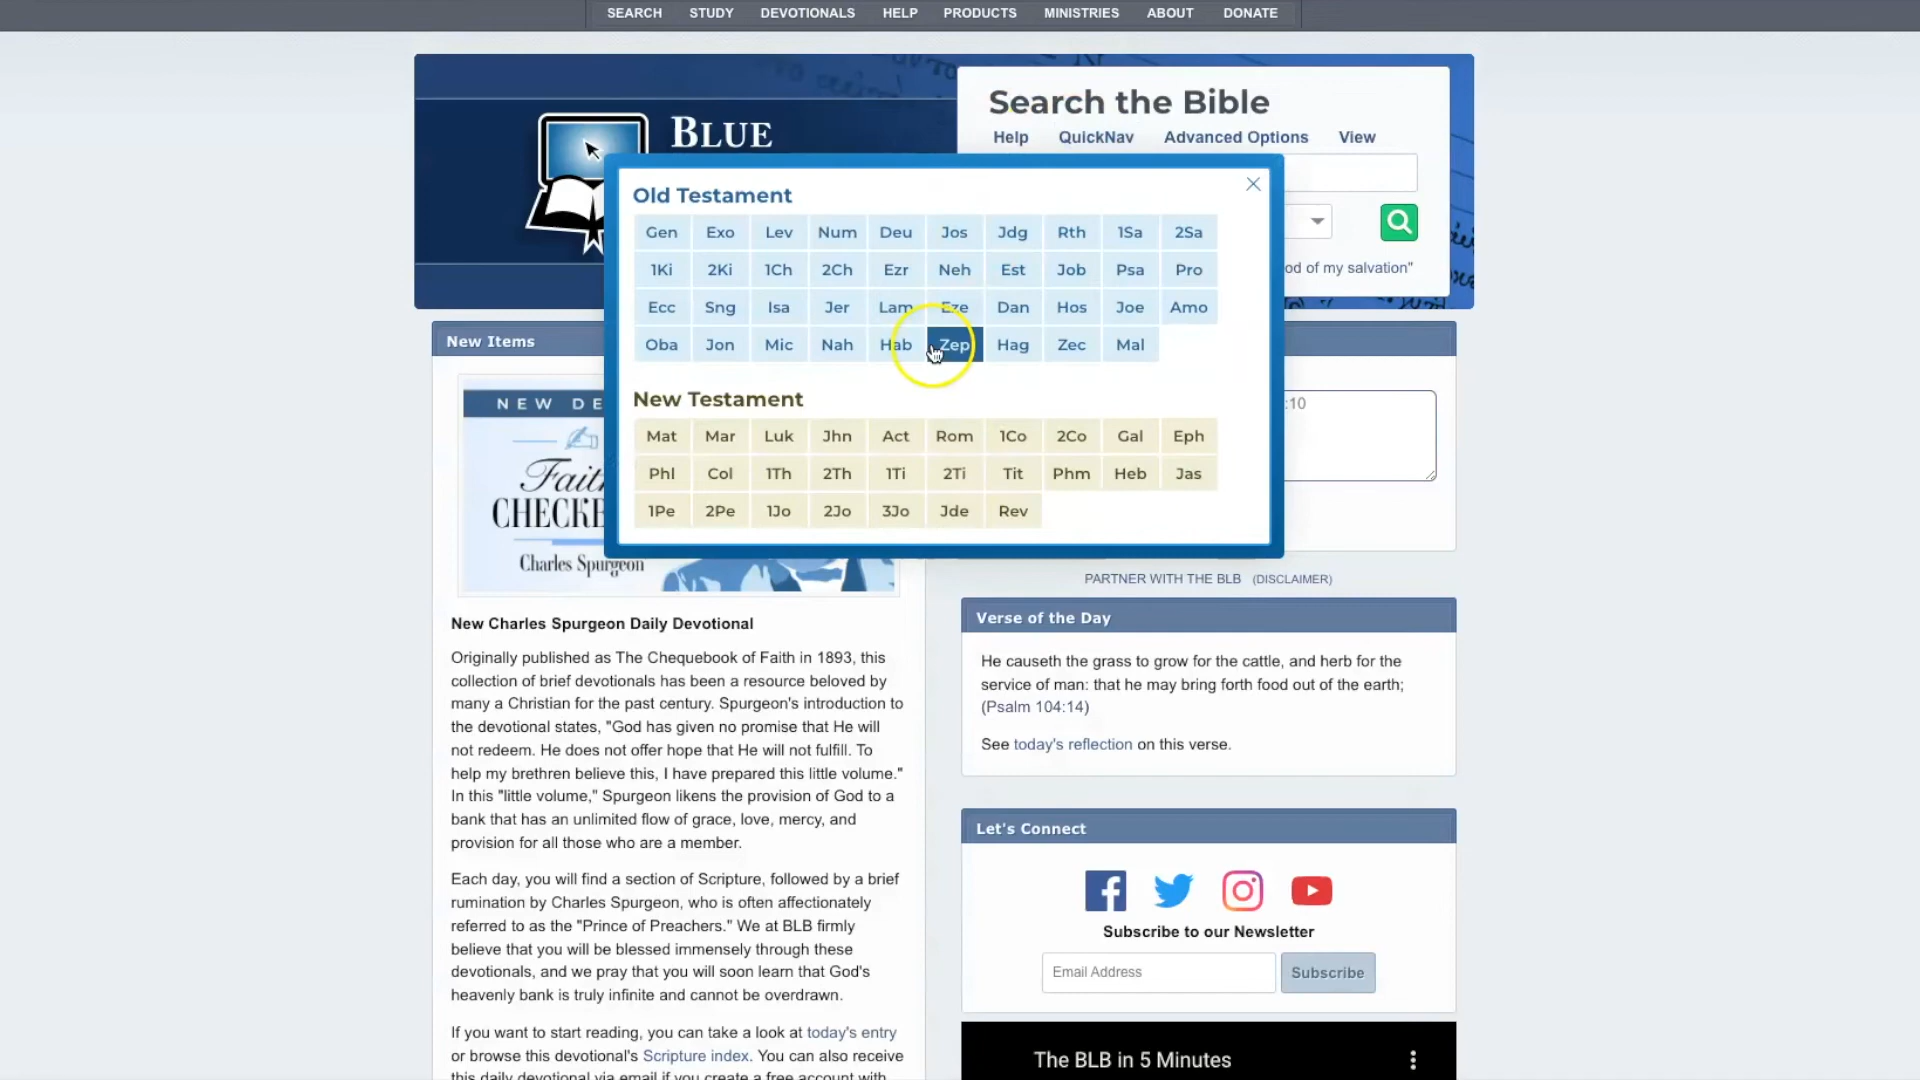 SEARCH STUDY DEVOTIONALS HELP PRODUCTS MINISTRIES ABOUT DONATE
BLUE
Search the Bible
Help QuickNav Advanced Options View
od of my salvation"
Old Testament
Gen Exo Lev Num Deu Jos Jdg Rth 1Sa 2Sa
1Ki 2Ki 1Ch 2Ch Ezr Neh Est Job Psa Pro
Ecc Sng Isa Jer Lam Eze Dan Hos Joe Amo
Oba Jon Mic Nah Hab Zep Hag Zec Mal
New Testament
Mat Mar Luk Jhn Act Rom 1Co 2Co Gal Eph
Phl Col 1Th 2Th 1Ti 2Ti Tit Phm Heb Jas
1Pe 2Pe 1Jo 2Jo 3Jo Jde Rev
New Items
NEW DE
Fait
CHECKE
Charles Spurgeon
New Charles Spurgeon Daily Devotional
Originally published as The Chequebook of Faith in 1893, this
collection of brief devotionals has been a resource beloved by
many a Christian for the past century. Spurgeon's introduction to
the devotional states, "God has given no promise that He will
not redeem. He does not offer hope that He will not fulfill. To
help my brethren believe this, I have prepared this little volume."
In this "little volume," Spurgeon likens the provision of God to a
bank that has an unlimited flow of grace, love, mercy, and
provision for all those who are a member.
Each day, you will find a section of Scripture, followed by a brief
rumination by Charles Spurgeon, who is often affectionately
referred to as the "Prince of Preachers." We at BLB firmly
believe that you will be blessed immensely through these
devotionals, and we pray that you will soon learn that God's
heavenly bank is truly infinite and cannot be overdrawn.
If you want to start reading, you can take a look at today's entry
or browse this devotional's Scripture index. You can also receive
this daily devotional via email if you create a free account with
:10
PARTNER WITH THE BLB (DISCLAIMER)
Verse of the Day
He causeth the grass to grow for the cattle, and herb for the
service of man: that he may bring forth food out of the earth;
(Psalm 104:14)
See today's reflection on this verse.
Let's Connect
Subscribe to our Newsletter
Email Address Subscribe
The BLB in 5 Minutes